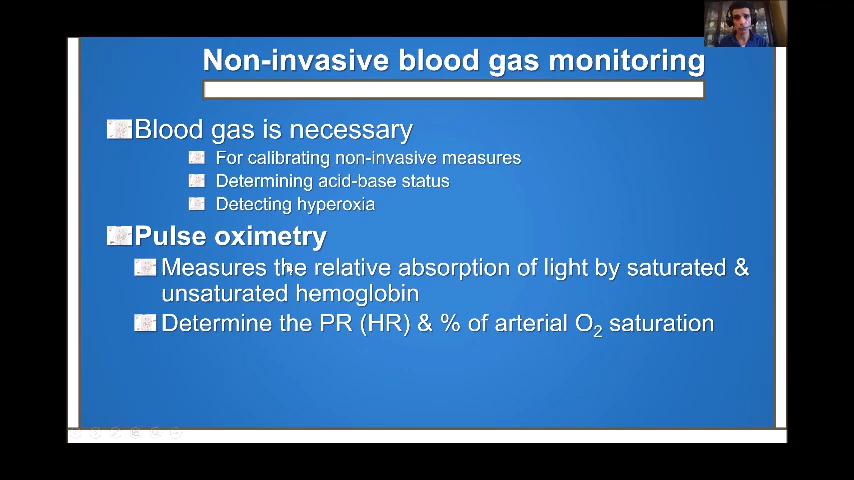 Non-invasive blood gas monitoring
Blood gas is necessary
For calibrating non-invasive measures
Determining acid-base status
Detecting hyperoxia
Pulse oximetry
Measures the relative absorption of light by saturated &
unsaturated hemoglobin
Determine the PR (HR) & % of arterial O₂ saturation